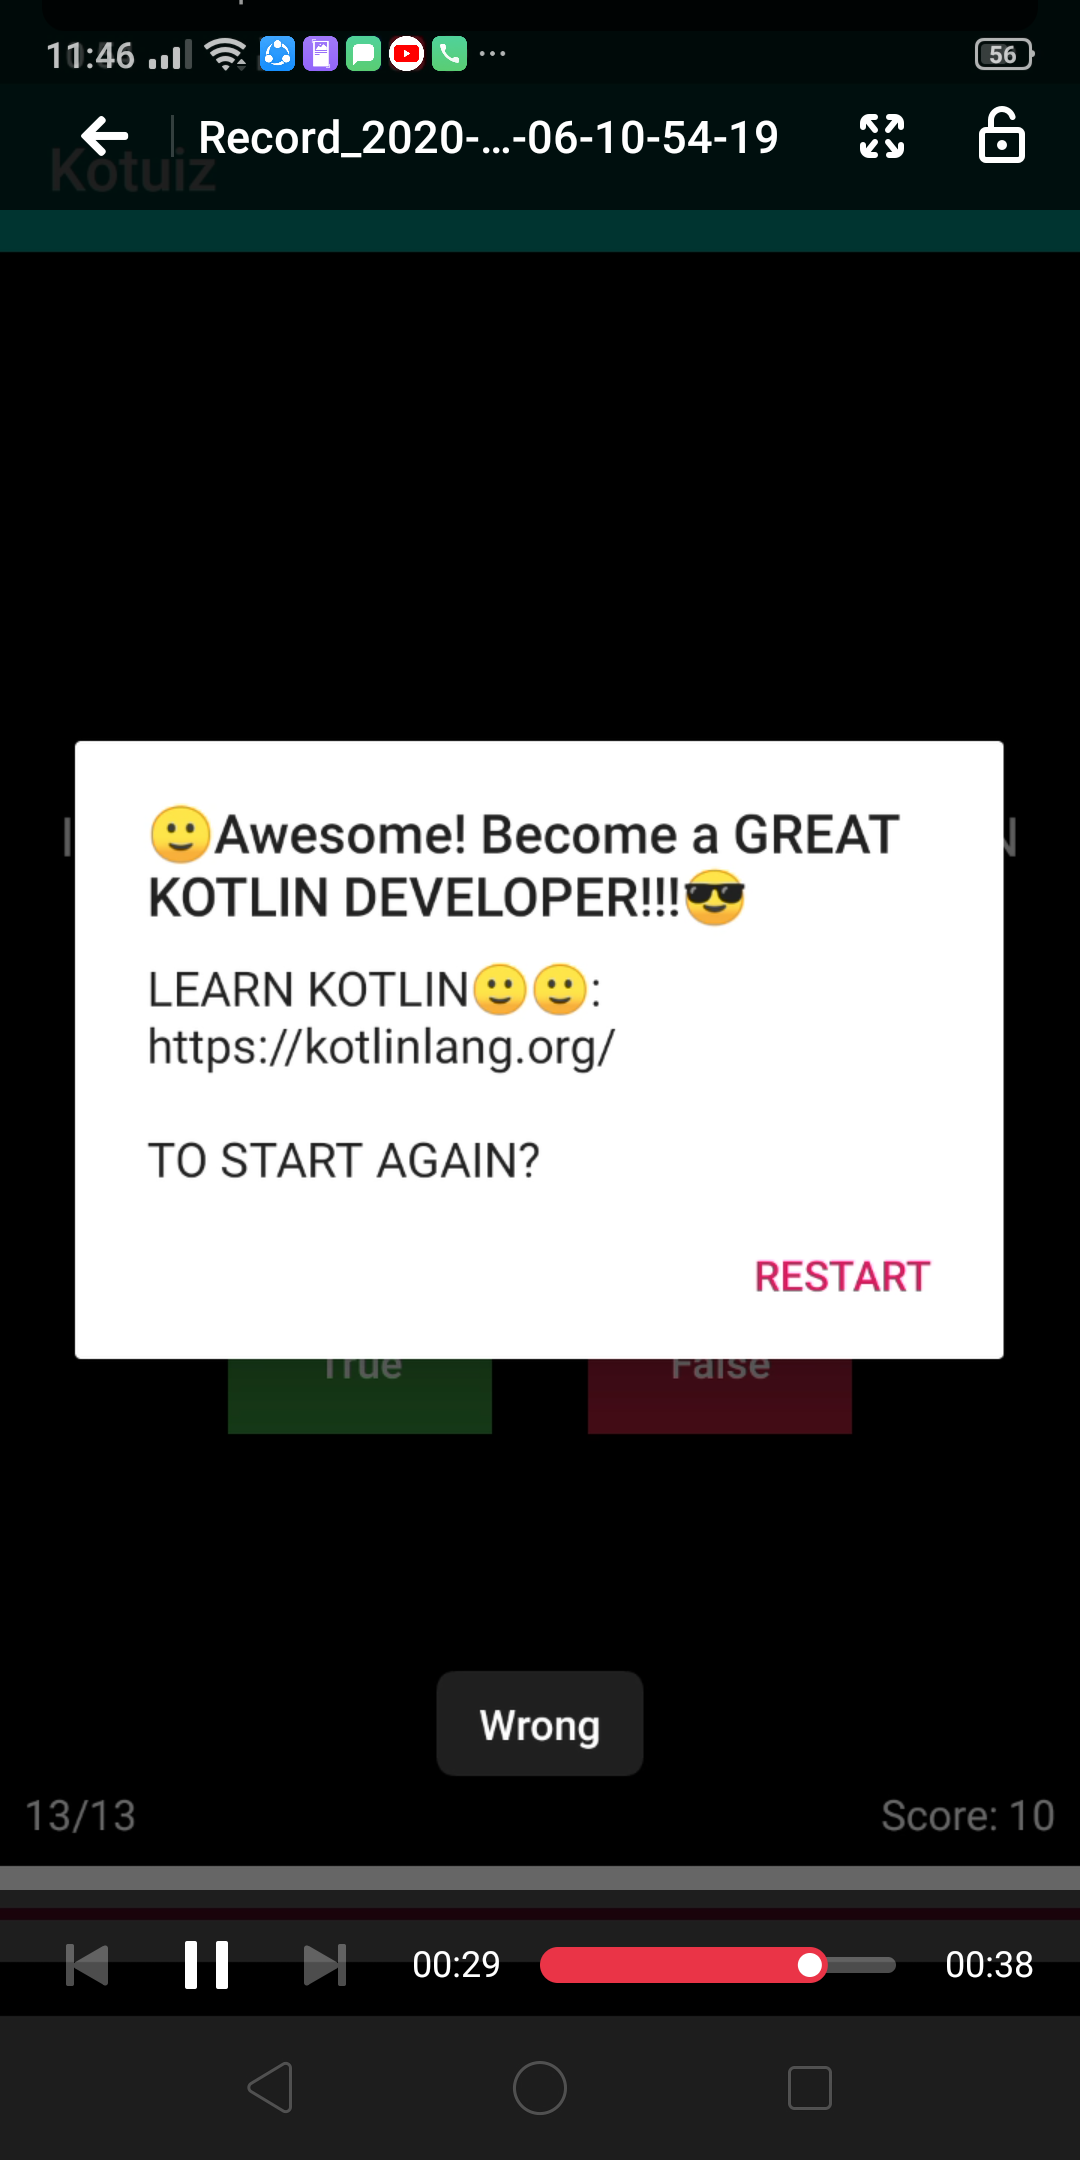 11:46
56
Record_2020-...-06-10-54-19
Kotuiz
🙂Awesome! Become a GREAT
KOTLIN DEVELOPER!!!😎
LEARN KOTLIN🙂🙂:
https://kotlinlang.org/
TO START AGAIN?
RESTART
True False
Wrong
13/13 Score: 10
00:29 00:38